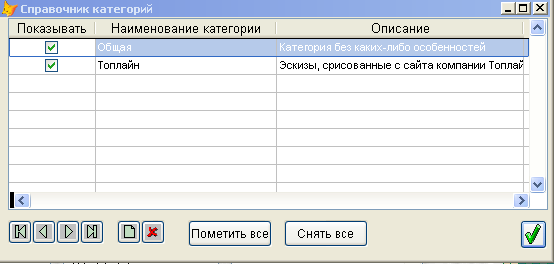 Справочник категорий
Показывать Наименование категории Описание
Общая Категория без каких-либо особенностей
Топлайн Эскизы, срисованные с сайта компании Топлай
Пометить все Снять все